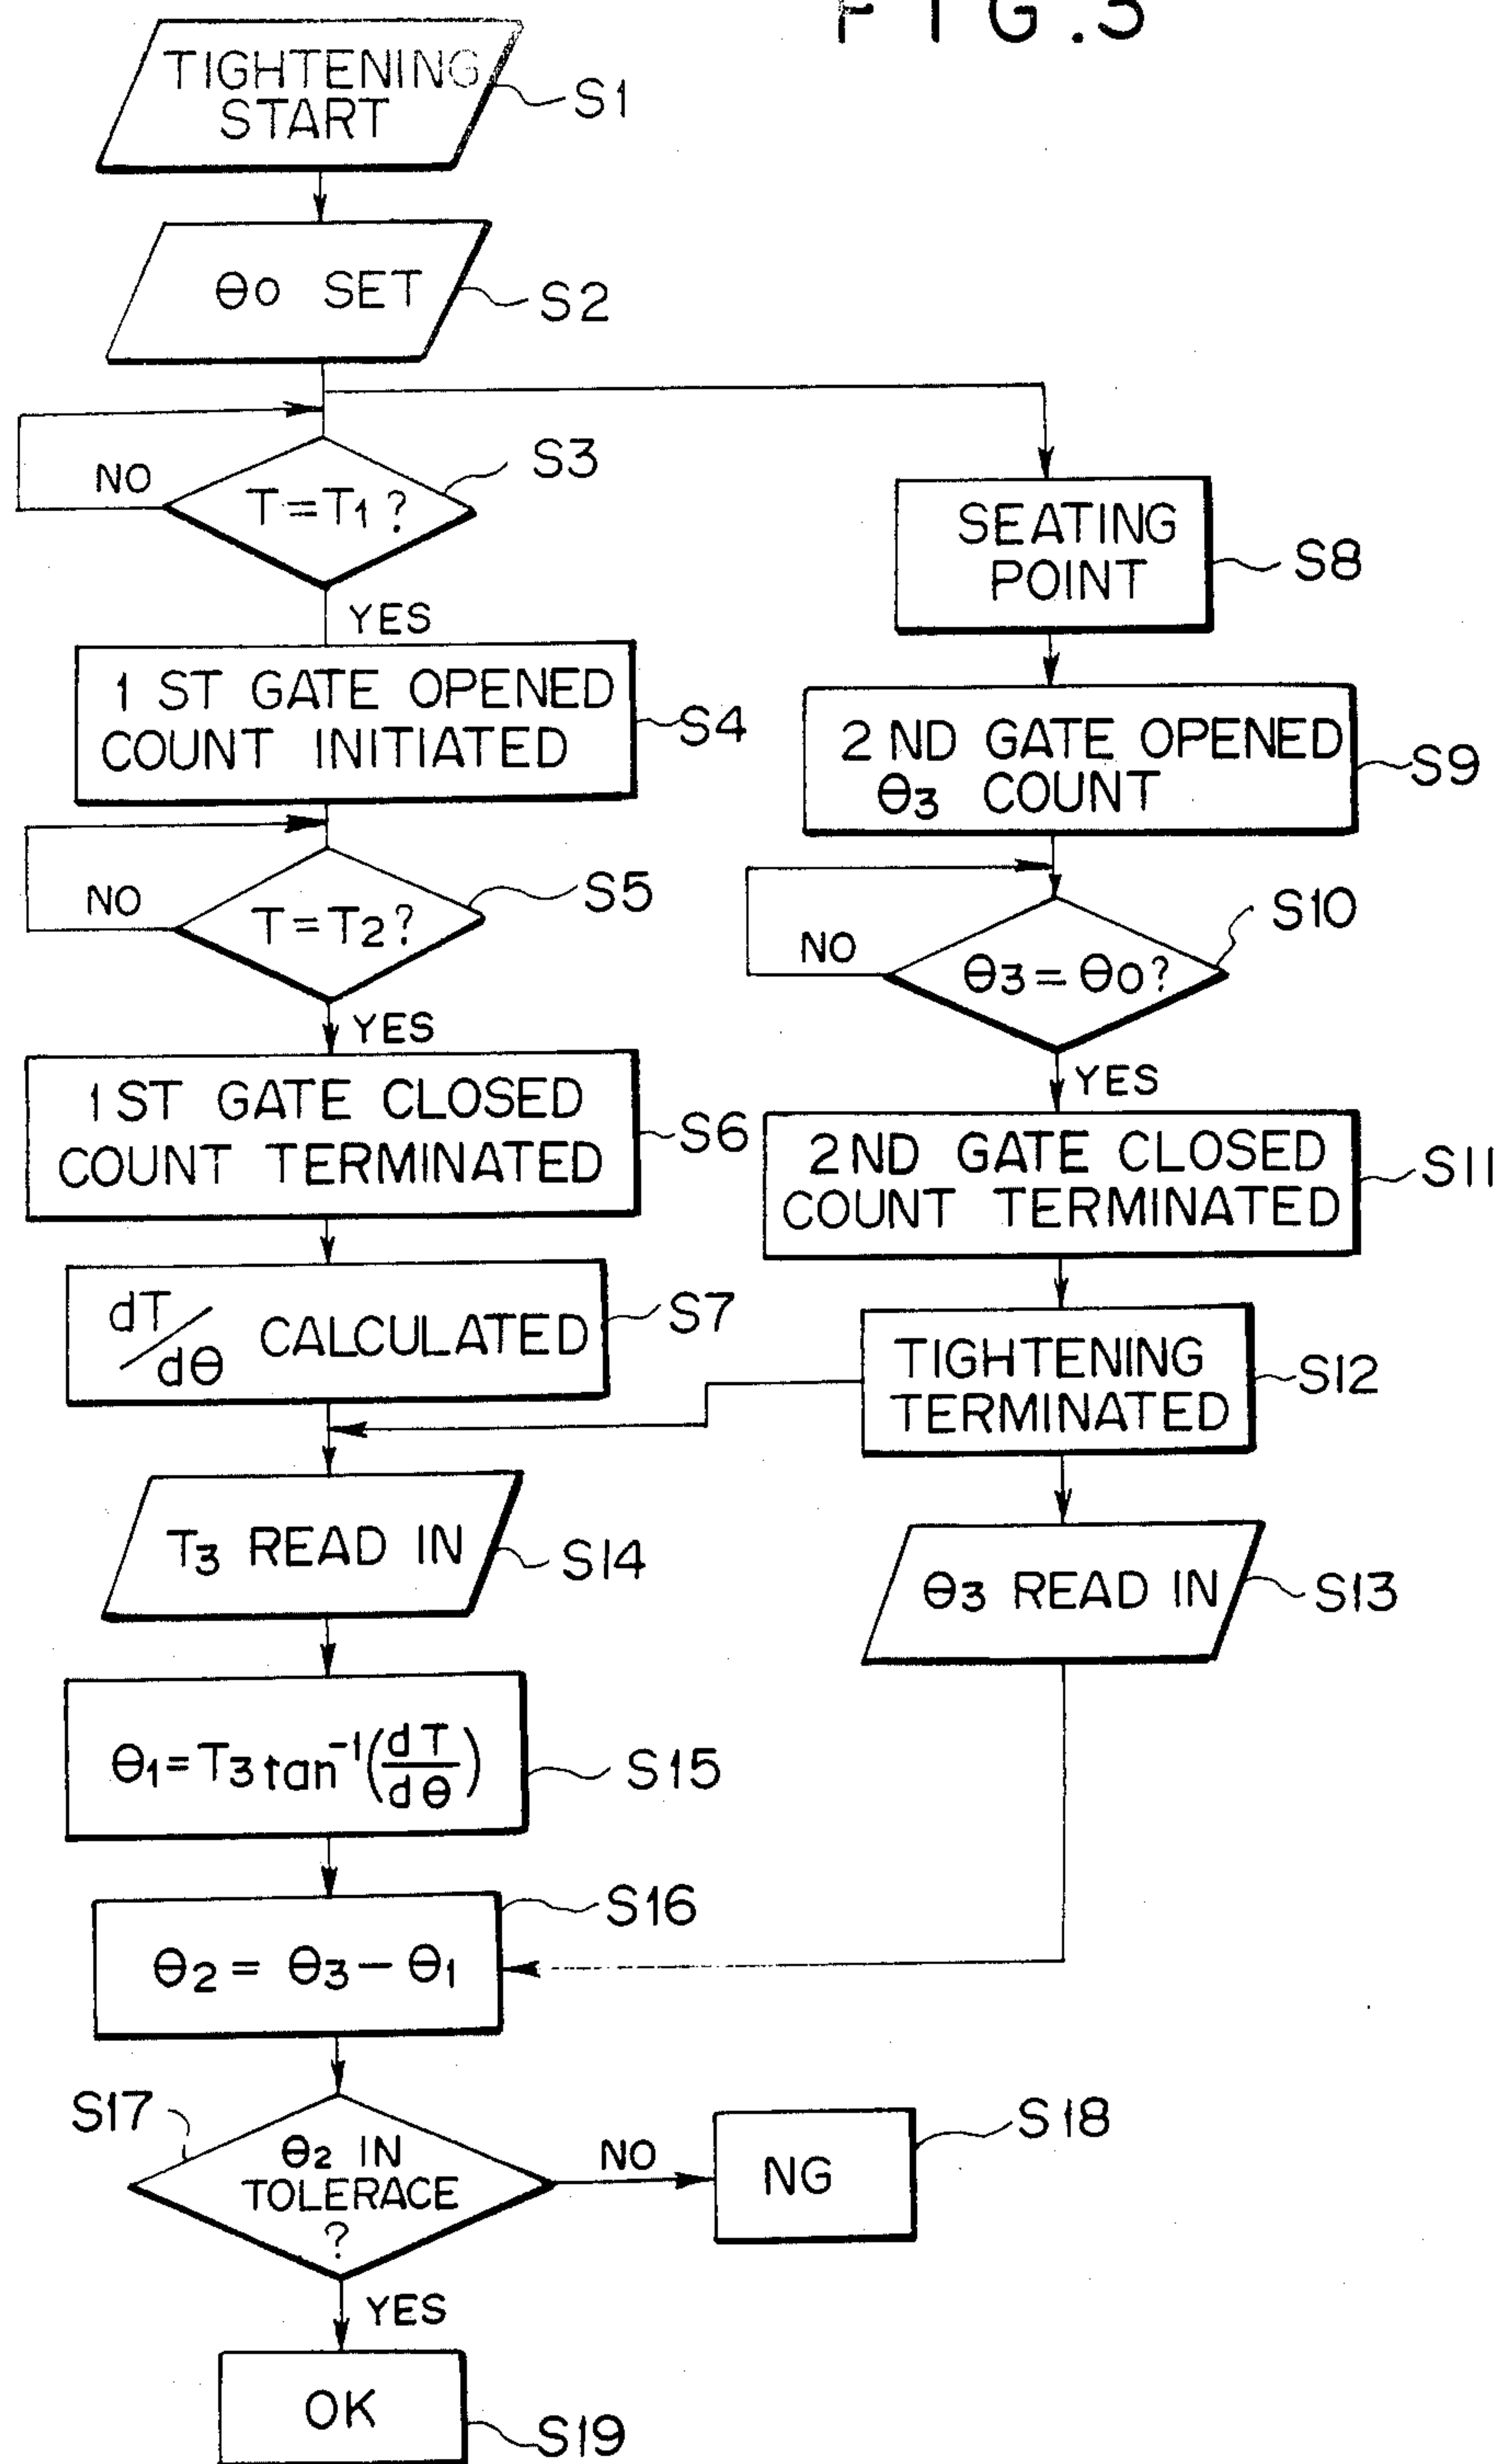 FIG.3
TIGHTENING
START
S1
θ0 SET
S2
S3
NO
T=T1?
YES
1 ST GATE OPENED
COUNT INITIATED
S4
S5
NO
T=T2?
YES
1 ST GATE CLOSED
COUNT TERMINATED
S6
dT/dθ CALCULATED
S7
SEATING
POINT
S8
2 ND GATE OPENED
θ3 COUNT
S9
S10
NO
θ3=θ0?
YES
2 ND GATE CLOSED
COUNT TERMINATED
S11
TIGHTENING
TERMINATED
S12
θ3 READ IN
S13
T3 READ IN
S14
θ1=T3 tan⁻¹(dT/dθ)
S15
S16
θ2 = θ3 − θ1
S17
θ2 IN
TOLERACE
?
NO
NG
S18
YES
OK
S19